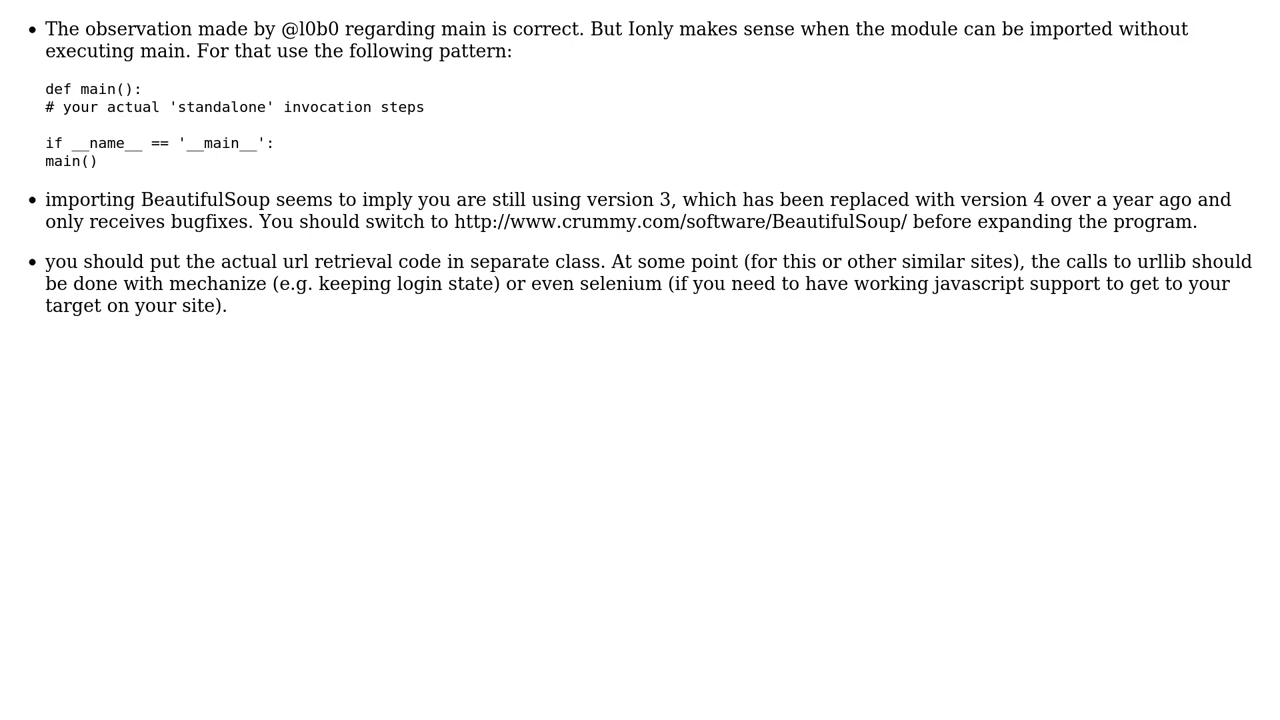 The observation made by @l0b0 regarding main is correct. But Ionly makes sense when the module can be imported without
executing main. For that use the following pattern:
def main():
# your actual 'standalone' invocation steps
if __name__ == '__main__':
main()
importing BeautifulSoup seems to imply you are still using version 3, which has been replaced with version 4 over a year ago and
only receives bugfixes. You should switch to http://www.crummy.com/software/BeautifulSoup/ before expanding the program.
you should put the actual url retrieval code in separate class. At some point (for this or other similar sites), the calls to urllib should
be done with mechanize (e.g. keeping login state) or even selenium (if you need to have working javascript support to get to your
target on your site).